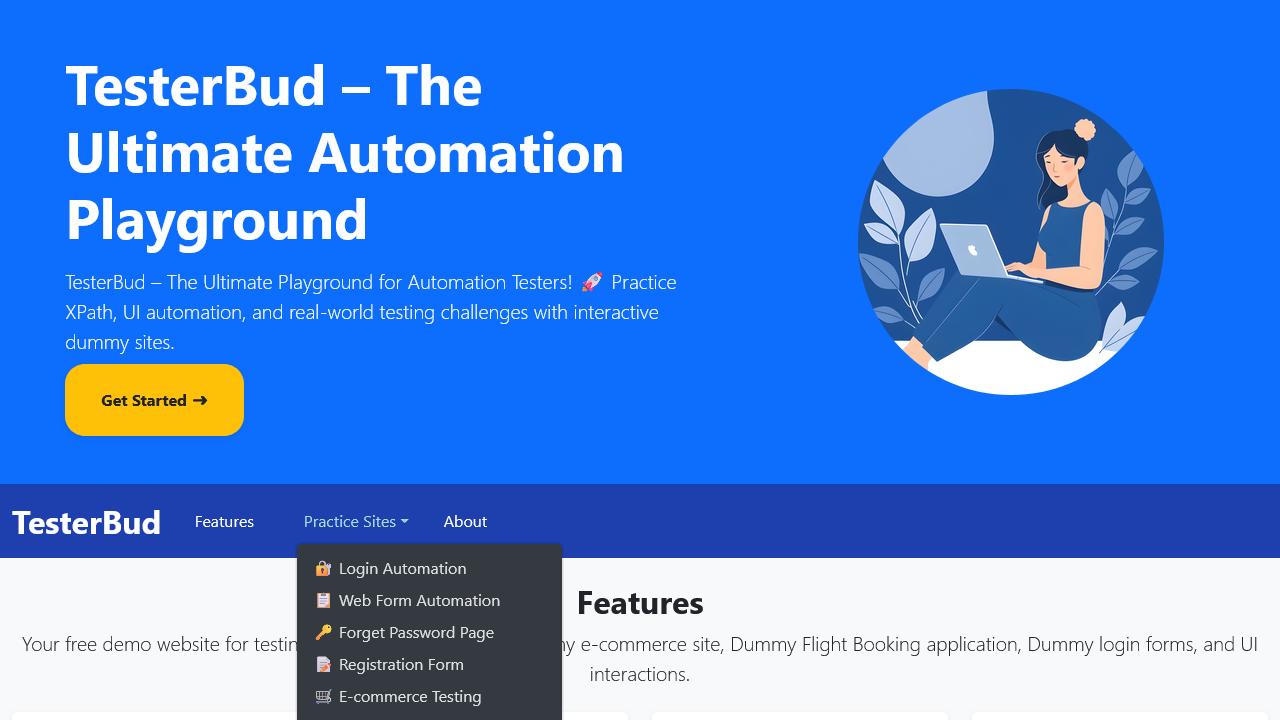 TesterBud – The
Ultimate Automation
Playground
TesterBud – The Ultimate Playground for Automation Testers! 🚀 Practice
XPath, UI automation, and real-world testing challenges with interactive
dummy sites.
Get Started ➜
TesterBud
Features
Practice Sites
About
🔐 Login Automation
📋 Web Form Automation
🔑 Forget Password Page
📝 Registration Form
🛒 E-commerce Testing
Features
Your free demo website for e-commerce site, Dummy Flight Booking application, Dummy login forms, and UI
interactions.